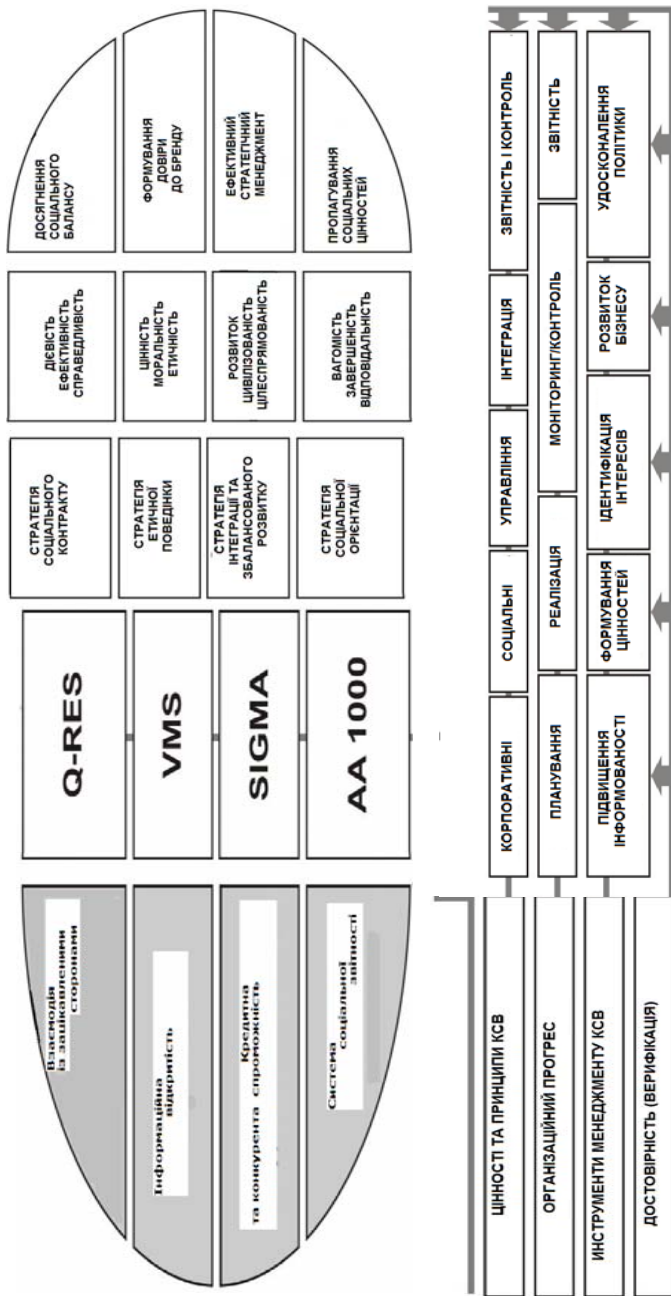 Взаємодія
із зацікавленими
сторонами
Q-RES
СТРАТЕГІЯ
СОЦІАЛЬНОГО
КОНТРАКТУ
ДІЄВІСТЬ
ЕФЕКТИВНІСТЬ
СПРАВЕДЛИВІСТЬ
ДОСЯГНЕННЯ
СОЦІАЛЬНОГО
БАЛАНСУ
Інформаційна
відкритість
VMS
СТРАТЕГІЯ
ЕТИЧНОЇ
ПОВЕДІНКИ
ЦІННІСТЬ
МОРАЛЬНІСТЬ
ЕТИЧНІСТЬ
ФОРМУВАННЯ
ДОВІРИ
ДО БРЕНДУ
Кредитна
та конкурента спроможність
SIGMA
СТРАТЕГІЯ
ІНТЕГРАЦІЇ ТА
ЗБАЛАНСОВАНОГО
РОЗВИТКУ
РОЗВИТОК
ЦИВІЛІЗОВАНІСТЬ
ЦІЛЕСПРЯМОВАНІСТЬ
ЕФЕКТИВНИЙ
СТРАТЕГІЧНИЙ
МЕНЕДЖМЕНТ
Система
соціальної
звітності
AA 1000
СТРАТЕГІЯ
СОЦІАЛЬНОЇ
ОРІЄНТАЦІЇ
ВАГОМІСТЬ
ЗАВЕРШЕНІСТЬ
ВІДПОВІДАЛЬНІСТЬ
ПРОПАГУВАННЯ
СОЦІАЛЬНИХ
ЦІННОСТЕЙ
ЦІННОСТІ ТА ПРИНЦИПИ КСВ
КОРПОРАТИВНІ
СОЦІАЛЬНІ
УПРАВЛІННЯ
ІНТЕГРАЦІЯ
ЗВІТНІСТЬ І КОНТРОЛЬ
ОРГАНІЗАЦІЙНИЙ ПРОГРЕС
ПЛАНУВАННЯ
РЕАЛІЗАЦІЯ
МОНІТОРИНГ/КОНТРОЛЬ
ЗВІТНІСТЬ
ИНСТРУМЕНТИ МЕНЕДЖМЕНТУ КСВ
ПІДВИЩЕННЯ
ІНФОРМОВАНОСТІ
ФОРМУВАННЯ
ЦІННОСТЕЙ
ІДЕНТИФІКАЦІЯ
ІНТЕРЕСІВ
РОЗВИТОК
БІЗНЕСУ
УДОСКОНАЛЕННЯ
ПОЛІТИКИ
ДОСТОВІРНІСТЬ (ВЕРИФІКАЦІЯ)